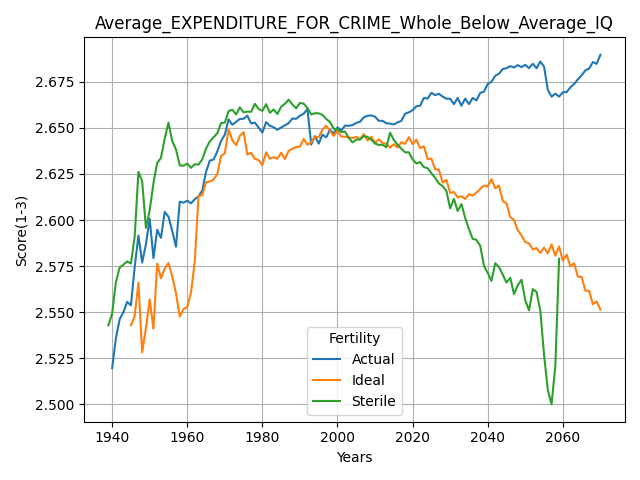 Average_EXPENDITURE_FOR_CRIME_Whole_Below_Average_IQ
Score(1-3)
2.675
2.650
2.625
2.600
2.575
2.550
2.525
2.500
Fertility
Actual
Ideal
Sterile
1940 1960 1980 2000 2020 2040 2060
Years